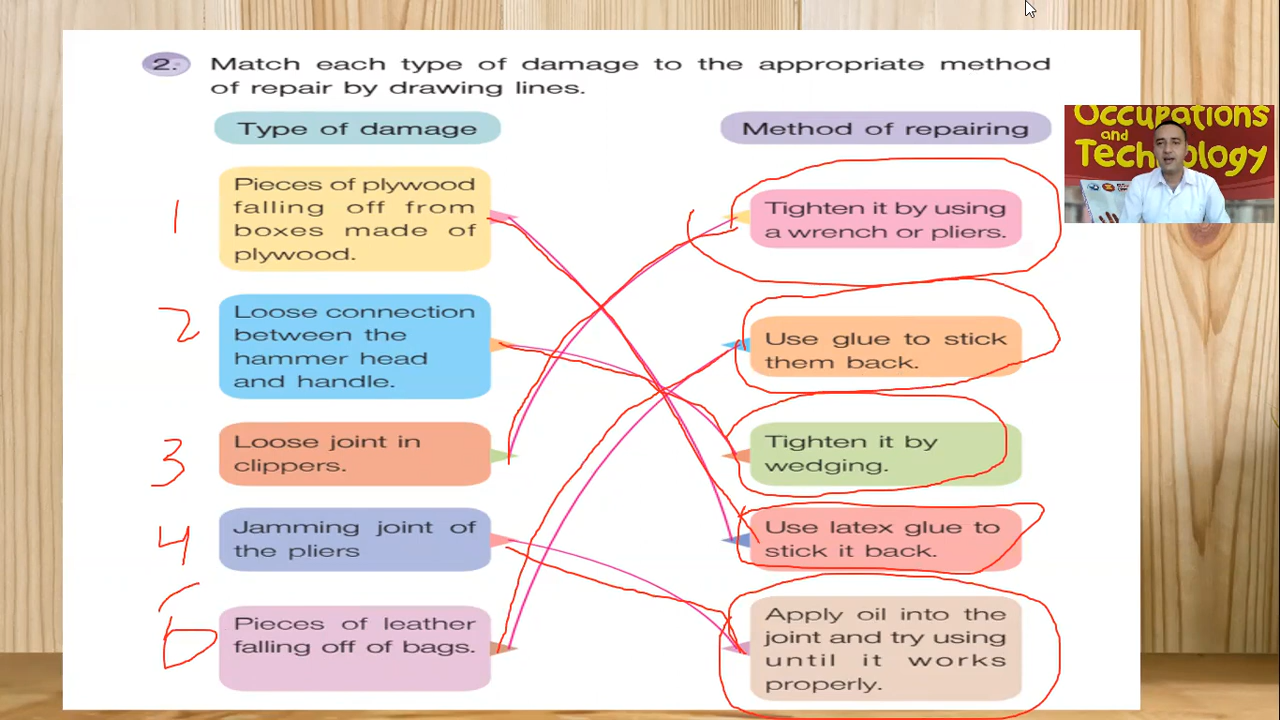 2. Match each type of damage to the appropriate method
of repair by drawing lines.
Type of damage
Method of repairing
1
Pieces of plywood
falling off from
boxes made of
plywood.
2
Loose connection
between the
hammer head
and handle.
3
Loose joint in
clippers.
4
Jamming joint of
the pliers
5
Pieces of leather
falling off of bags.
Tighten it by using
a wrench or pliers.
Use glue to stick
them back.
Tighten it by
wedging.
Use latex glue to
stick it back.
Apply oil into the
joint and try using
until it works
properly.
Occupations
and
Technology